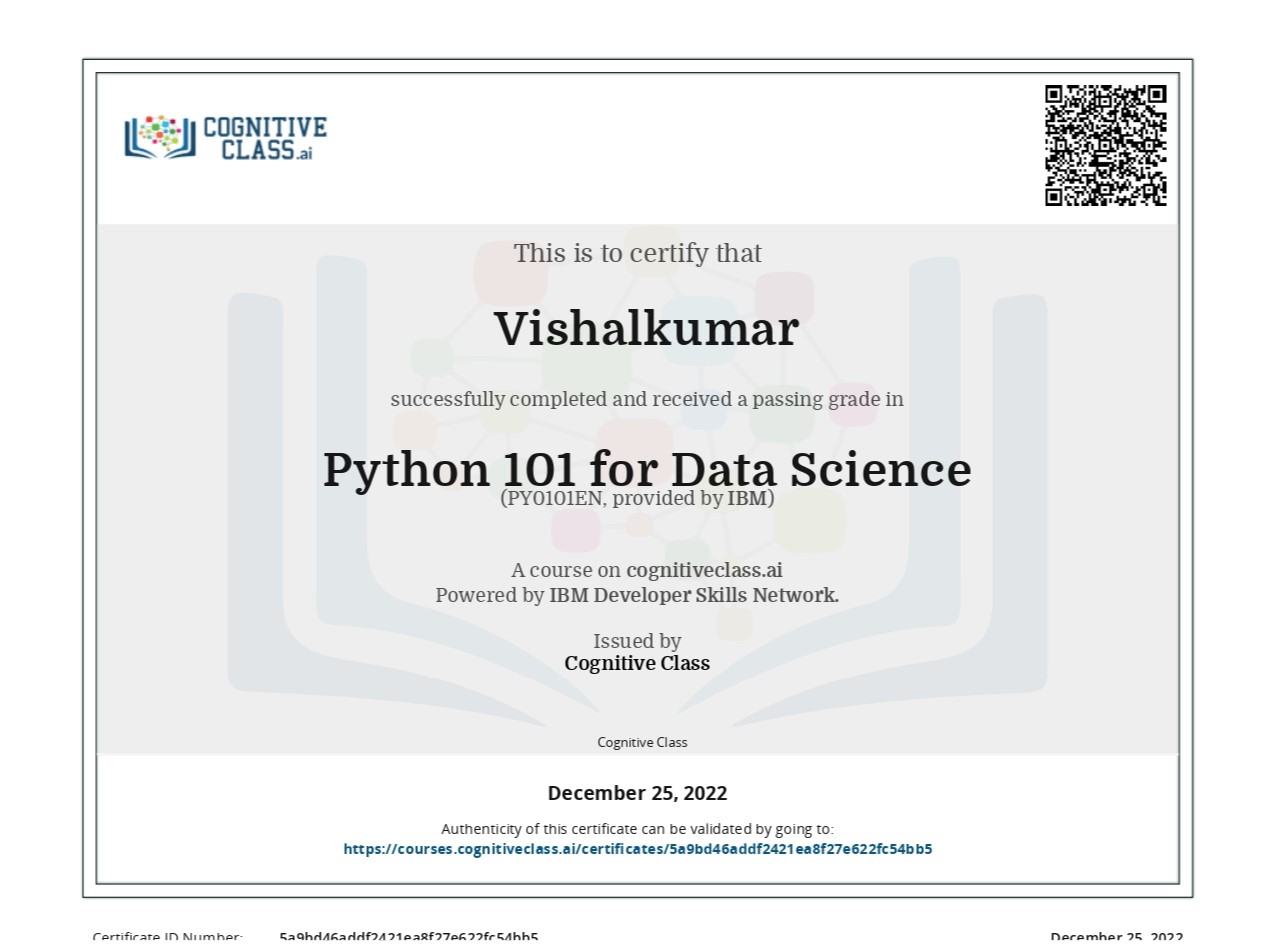 COGNITIVE
CLASS.ai
This is to certify that
Vishalkumar
successfully completed and received a passing grade in
Python 101 for Data Science
(PY0101EN, provided by IBM)
A course on cognitiveclass.ai
Powered by IBM Developer Skills Network.
Issued by
Cognitive Class
Cognitive Class
December 25, 2022
Authenticity of this certificate can be validated by going to:
https://courses.cognitiveclass.ai/certificates/5a9bd46addf2421ea8f27e622fc54bb5
Certificate ID Number: 5a9bd46addf2421ea8f27e622fc54bb5 December 25, 2022